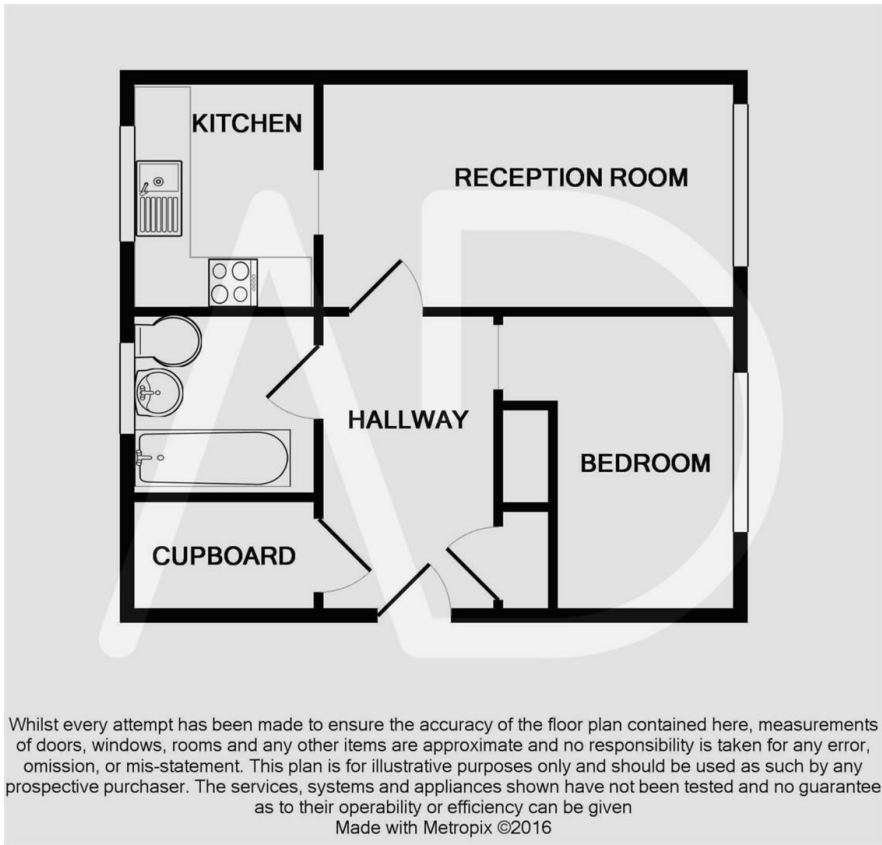 KITCHEN
RECEPTION ROOM
HALLWAY
BEDROOM
CUPBOARD
AD
Whilst every attempt has been made to ensure the accuracy of the floor plan contained here, measurements
of doors, windows, rooms and any other items are approximate and no responsibility is taken for any error,
omission, or mis-statement. This plan is for illustrative purposes only and should be used as such by any
prospective purchaser. The services, systems and appliances shown have not been tested and no guarantee
as to their operability or efficiency can be given
Made with Metropix ©2016